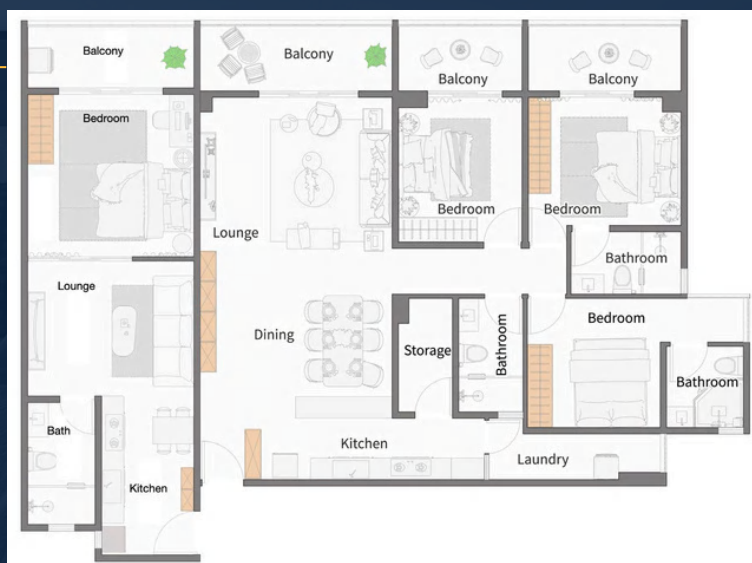 Balcony
Balcony
Balcony
Balcony
Bedroom
Bedroom
Bedroom
Lounge
Bathroom
Lounge
Bedroom
Dining
Storage
Bathroom
Bathroom
Bath
Kitchen
Laundry
Kitchen